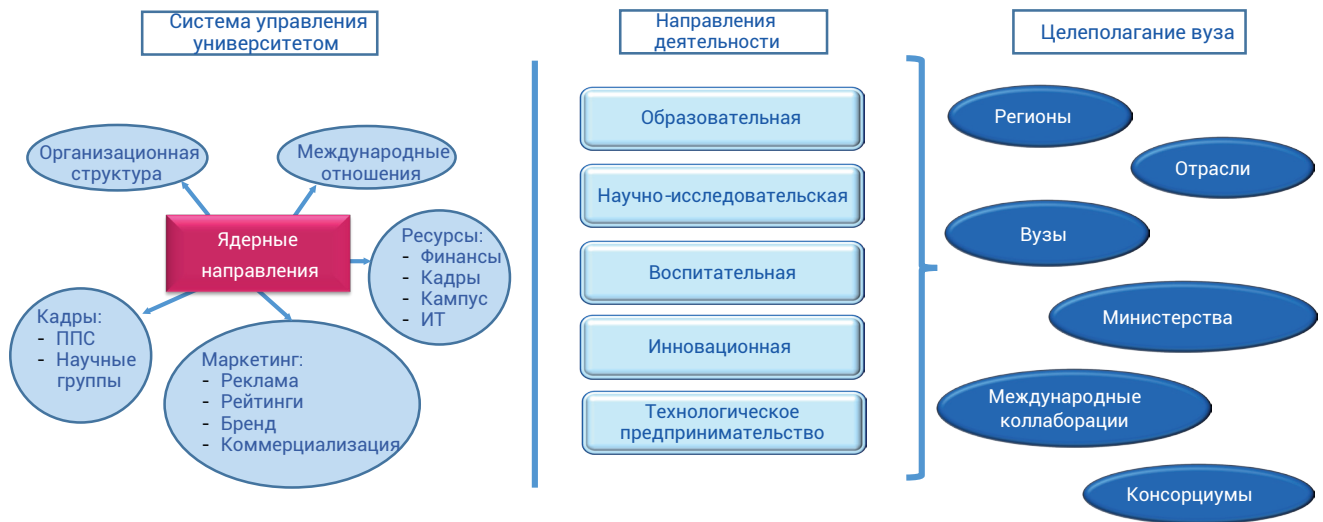 Система управления
университетом
Организационная
структура
Международные
отношения
Ядерные
направления
Ресурсы:
- Финансы
- Кадры
- Кампус
- ИТ
Кадры:
- ППС
- Научные
группы
Маркетинг:
- Реклама
- Рейтинги
- Бренд
- Коммерциализация
Направления
деятельности
Образовательная
Научно-исследовательская
Воспитательная
Инновационная
Технологическое
предпринимательство
Целеполагание вуза
Регионы
Отрасли
Вузы
Министерства
Международные
коллаборации
Консорциумы